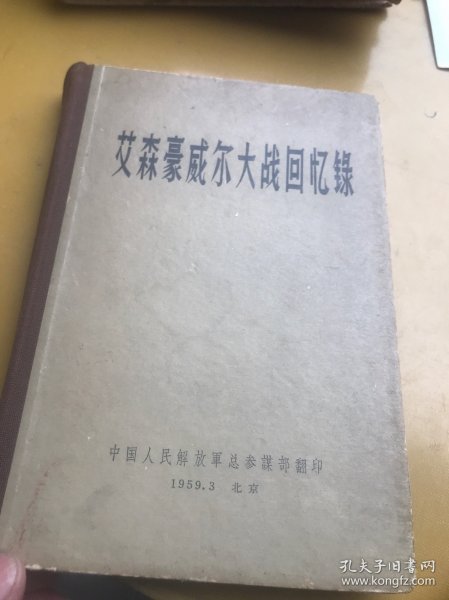 艾森豪威尔大战回忆錄
中国人民解放軍总参謀部翻印
1959.3 北京
孔夫子旧书网
www.kongfz.com